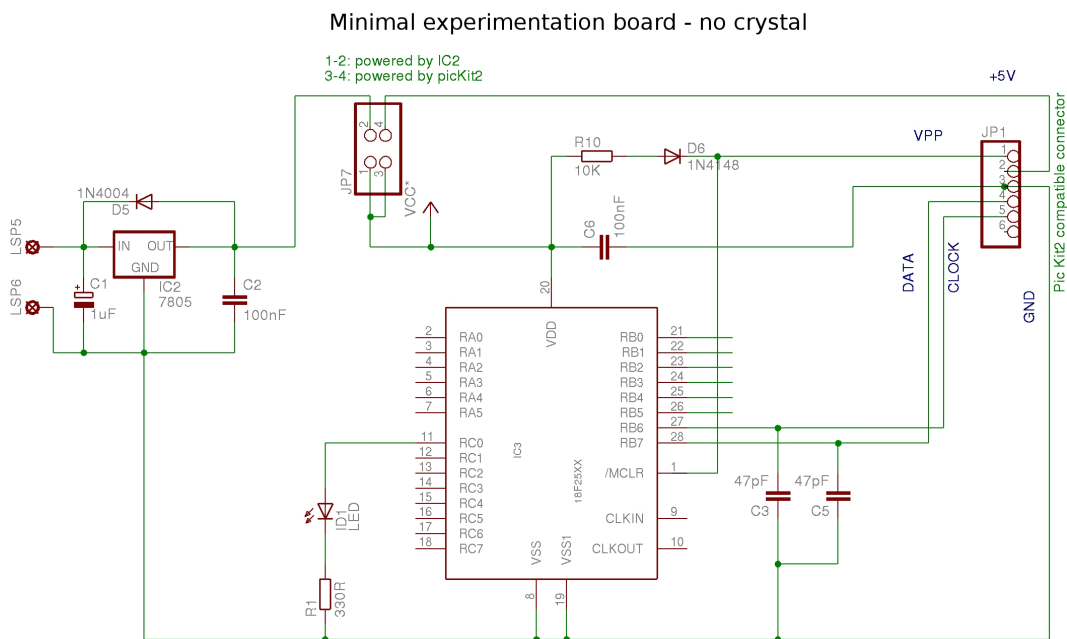 Minimal experimentation board - no crystal
1-2: powered by IC2
3-4: powered by picKit2
+5V
Pic Kit2 compatible connector
JP1
VPP
1
2
3
4
5
6
R10
10K
D6
1N4148
2 4
1 3
JP7
VCC*
C6
100nF
1N4004
D5
LSP5
LSP6
IN OUT
GND
IC2
7805
C1
+
1uF
C2
100nF
DATA
CLOCK
GND
20
VDD
2 RA0
3 RA1
4 RA2
5 RA3
6 RA4
7 RA5
11 RC0
12 RC1
13 RC2
14 RC3
15 RC4
16 RC5
17 RC6
18 RC7
IC3
18F25XX
RB0 21
RB1 22
RB2 23
RB3 24
RB4 25
RB5 26
RB6 27
RB7 28
/MCLR 1
CLKIN 9
CLKOUT 10
VSS
VSS1
8
19
47pF
C3
47pF
C5
LED
R1
330R